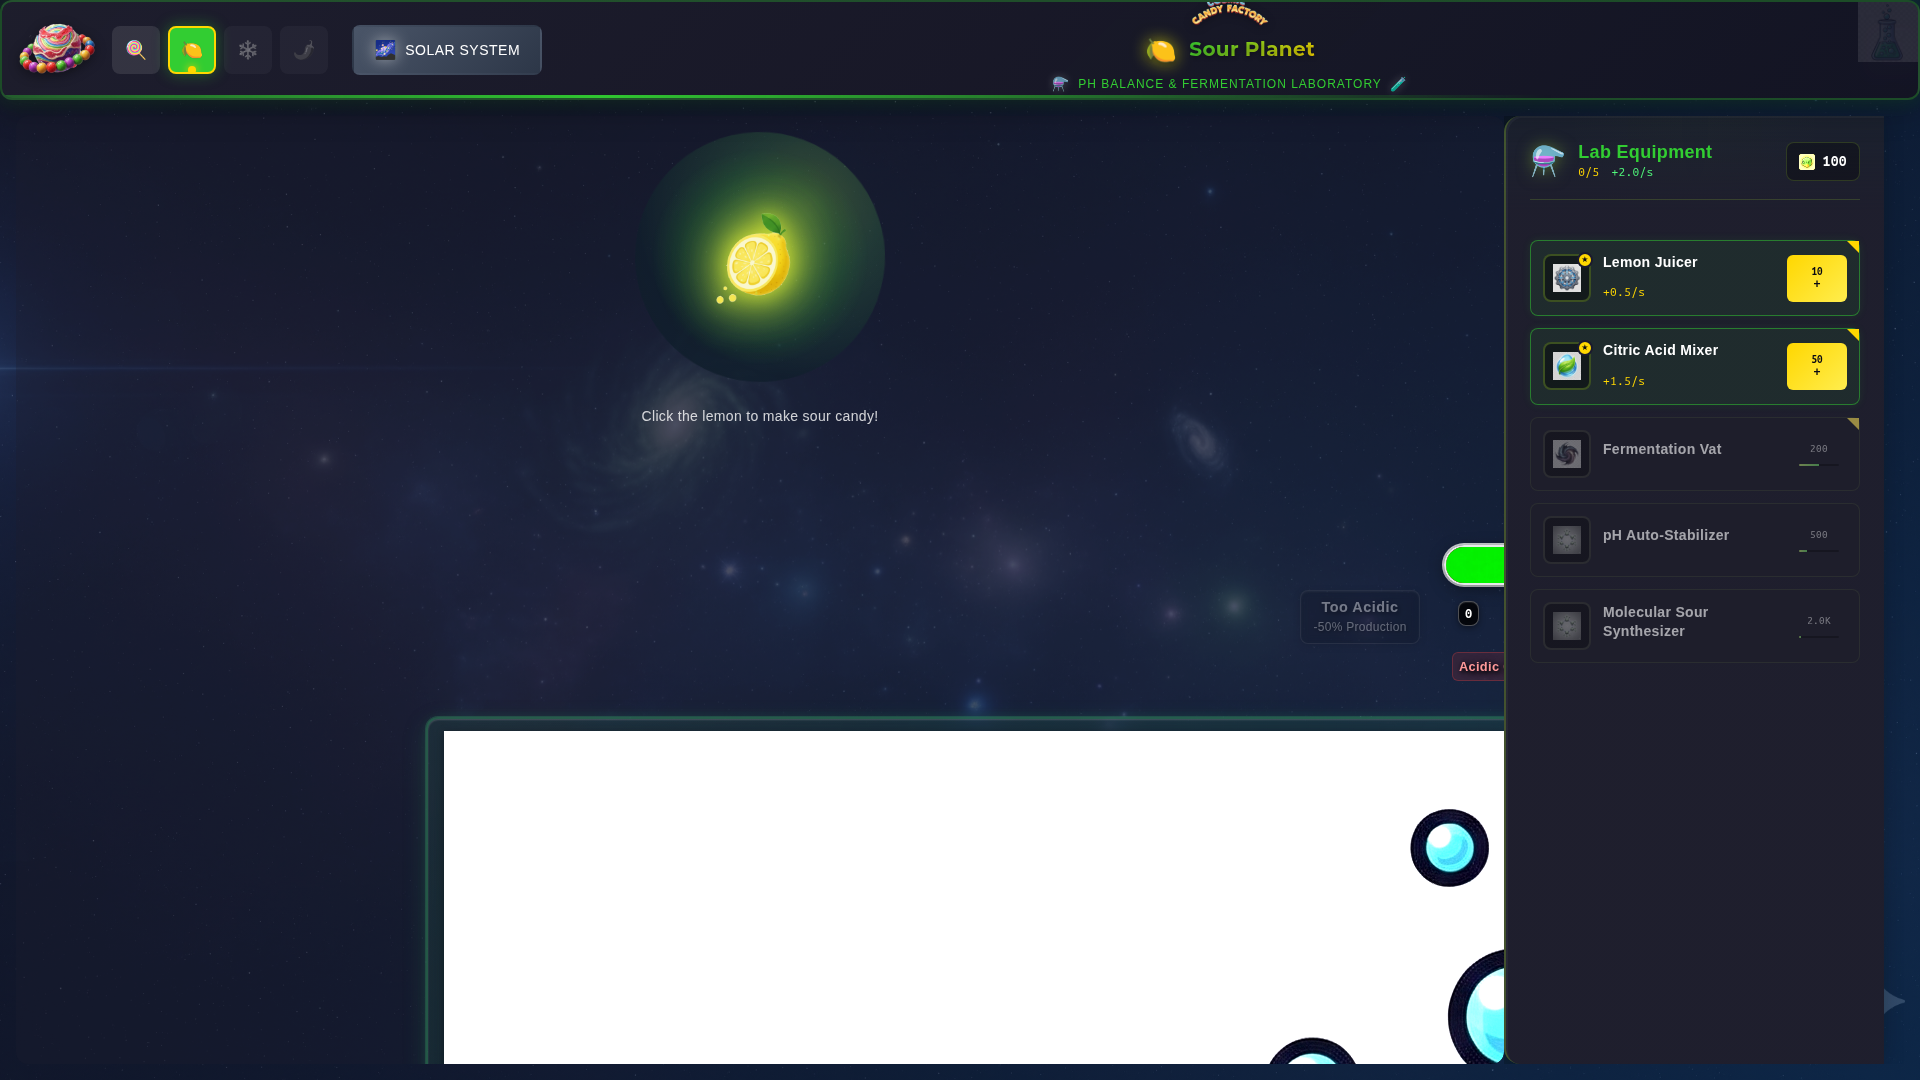 CANDY FACTORY
SOLAR SYSTEM
Sour Planet
PH BALANCE & FERMENTATION LABORATORY
Click the lemon to make sour candy!
Too Acidic
-50% Production
0
Acidic
Lab Equipment
0/5 +2.0/s
100
Lemon Juicer
+0.5/s
10
+
Citric Acid Mixer
+1.5/s
50
+
Fermentation Vat
200
pH Auto-Stabilizer
500
Molecular Sour
Synthesizer
2.0K